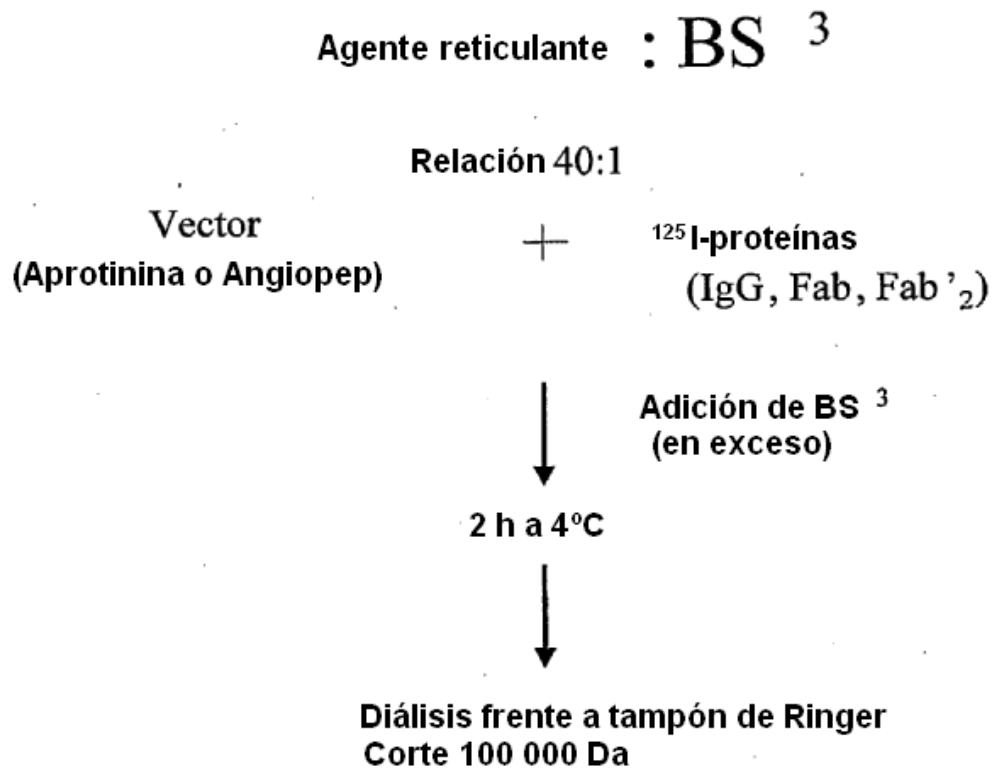 Agente reticulante : BS ³
Relación 40:1
Vector + ¹²⁵I-proteínas
(Aprotinina o Angiopep) (IgG, Fab, Fab’₂)
Adición de BS ³
(en exceso)
2 h a 4ºC
Diálisis frente a tampón de Ringer
Corte 100 000 Da